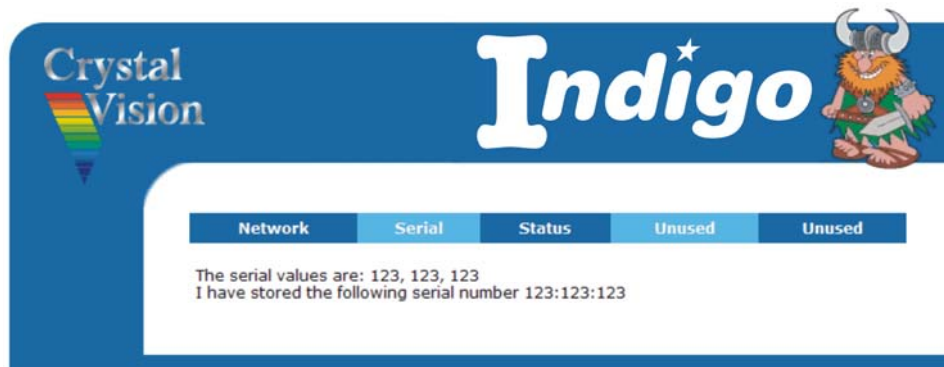 Crystal
Vision
Indigo
Network Serial Status Unused Unused
The serial values are: 123, 123, 123
I have stored the following serial number 123:123:123